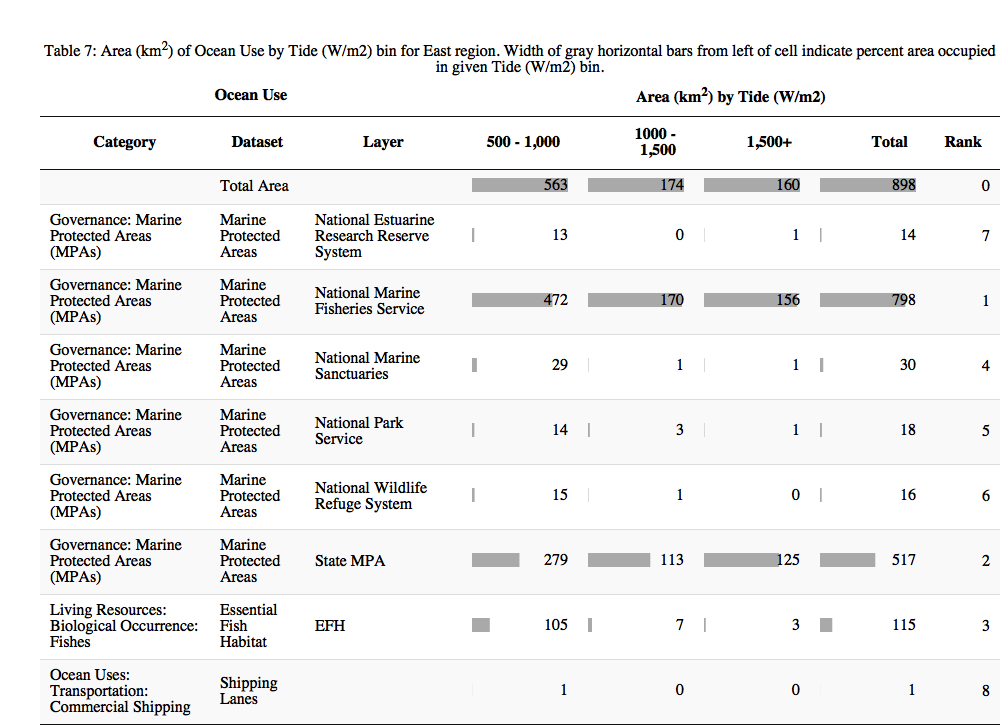 Table 7: Area (km2) of Ocean Use by Tide (W/m2) bin for East region. Width of gray horizontal bars from left of cell indicate percent area occupied
in given Tide (W/m2) bin.
Ocean Use Area (km2) by Tide (W/m2)
Category Dataset Layer 500 - 1,000 1000 - 1,500 1,500+ Total Rank
Total Area 563 174 160 898 0
Governance: Marine
Protected Areas
(MPAs)
Marine
Protected
Areas
National Estuarine
Research Reserve
System
13 0 1 14 7
Governance: Marine
Protected Areas
(MPAs)
Marine
Protected
Areas
National Marine
Fisheries Service
472 170 156 798 1
Governance: Marine
Protected Areas
(MPAs)
Marine
Protected
Areas
National Marine
Sanctuaries
29 1 1 30 4
Governance: Marine
Protected Areas
(MPAs)
Marine
Protected
Areas
National Park
Service
14 3 1 18 5
Governance: Marine
Protected Areas
(MPAs)
Marine
Protected
Areas
National Wildlife
Refuge System
15 1 0 16 6
Governance: Marine
Protected Areas
(MPAs)
Marine
Protected
Areas
State MPA
279 113 125 517 2
Living Resources:
Biological Occurrence:
Fishes
Essential
Fish
Habitat
EFH
105 7 3 115 3
Ocean Uses:
Transportation:
Commercial Shipping
Shipping
Lanes
1 0 0 1 8